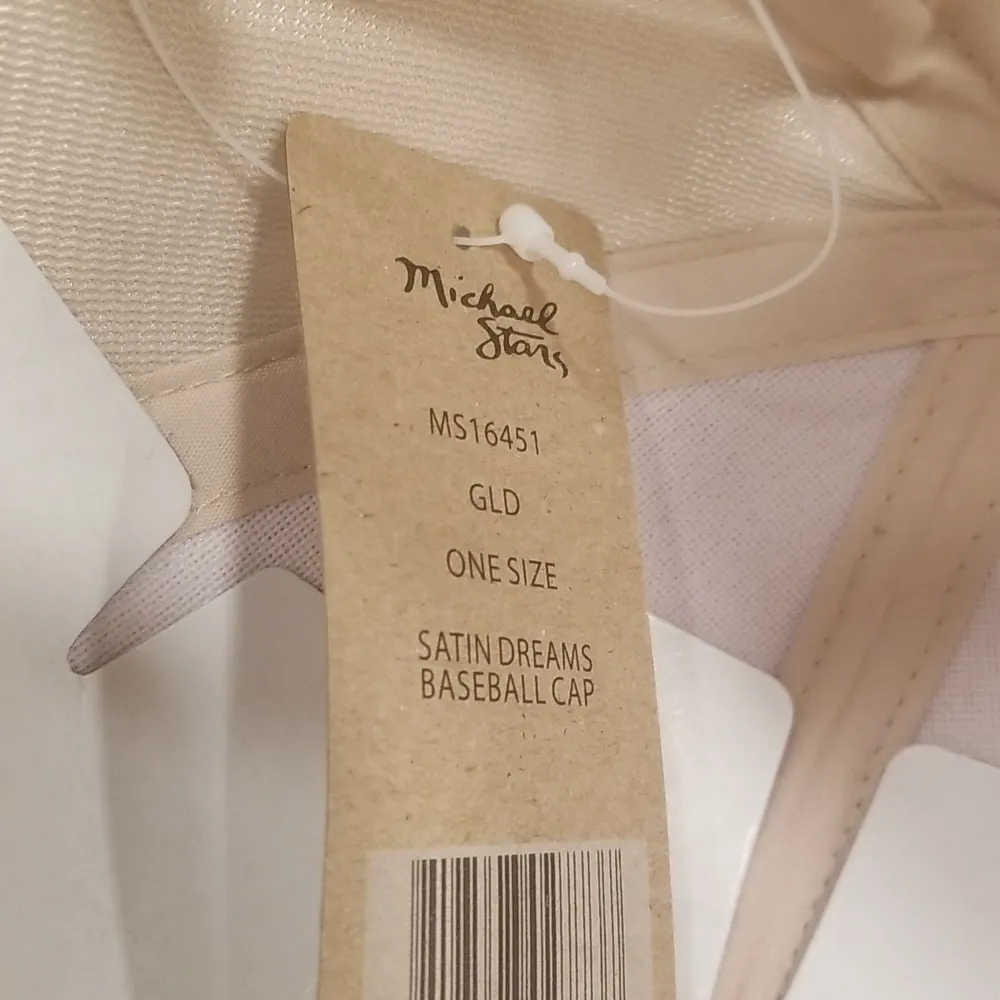 Michael
Stars
MS16451
GLD
ONE SIZE
SATIN DREAMS
BASEBALL CAP